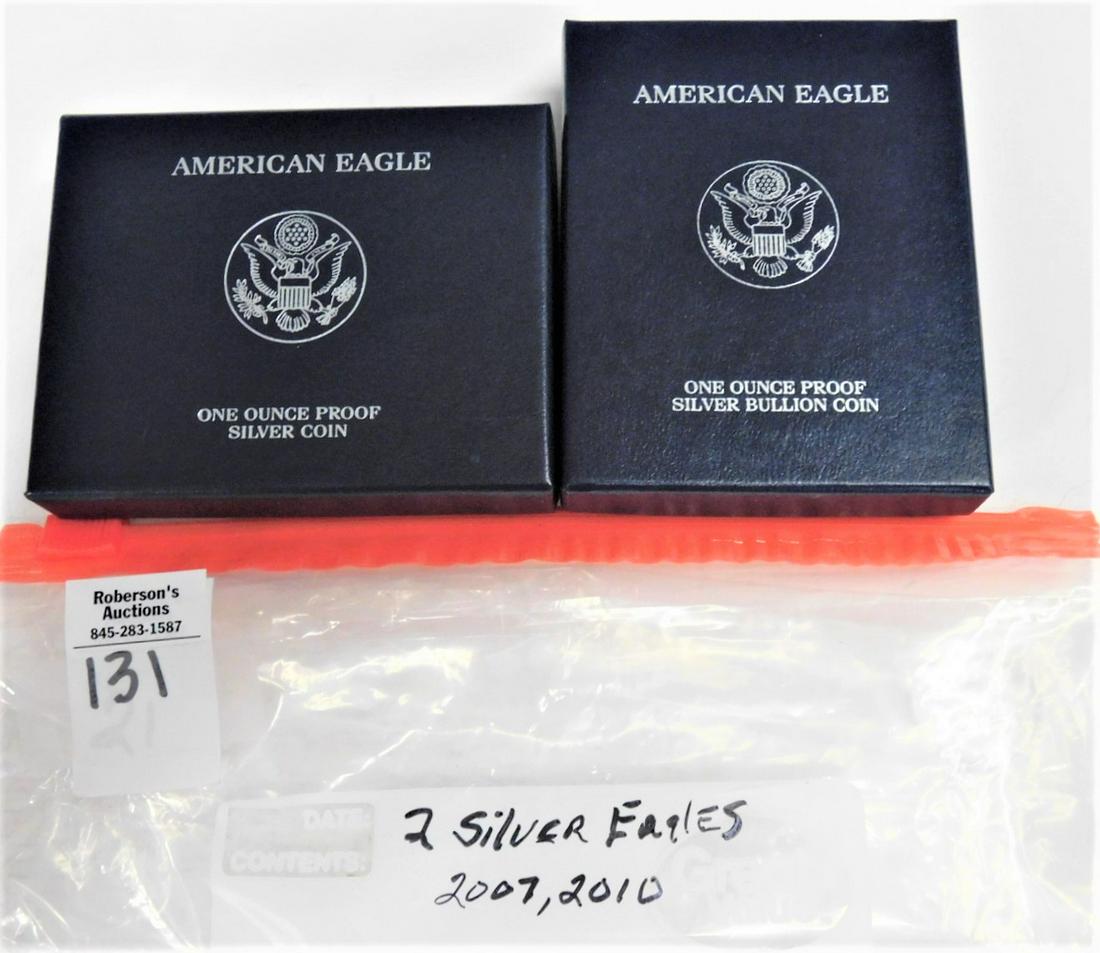 AMERICAN EAGLE
ONE OUNCE PROOF
SILVER COIN
AMERICAN EAGLE
ONE OUNCE PROOF
SILVER BULLION COIN
Roberson's
Auctions
845-283-1587
131
21
DATE:
CONTENTS:
2 Silver EaglES
2007, 2010